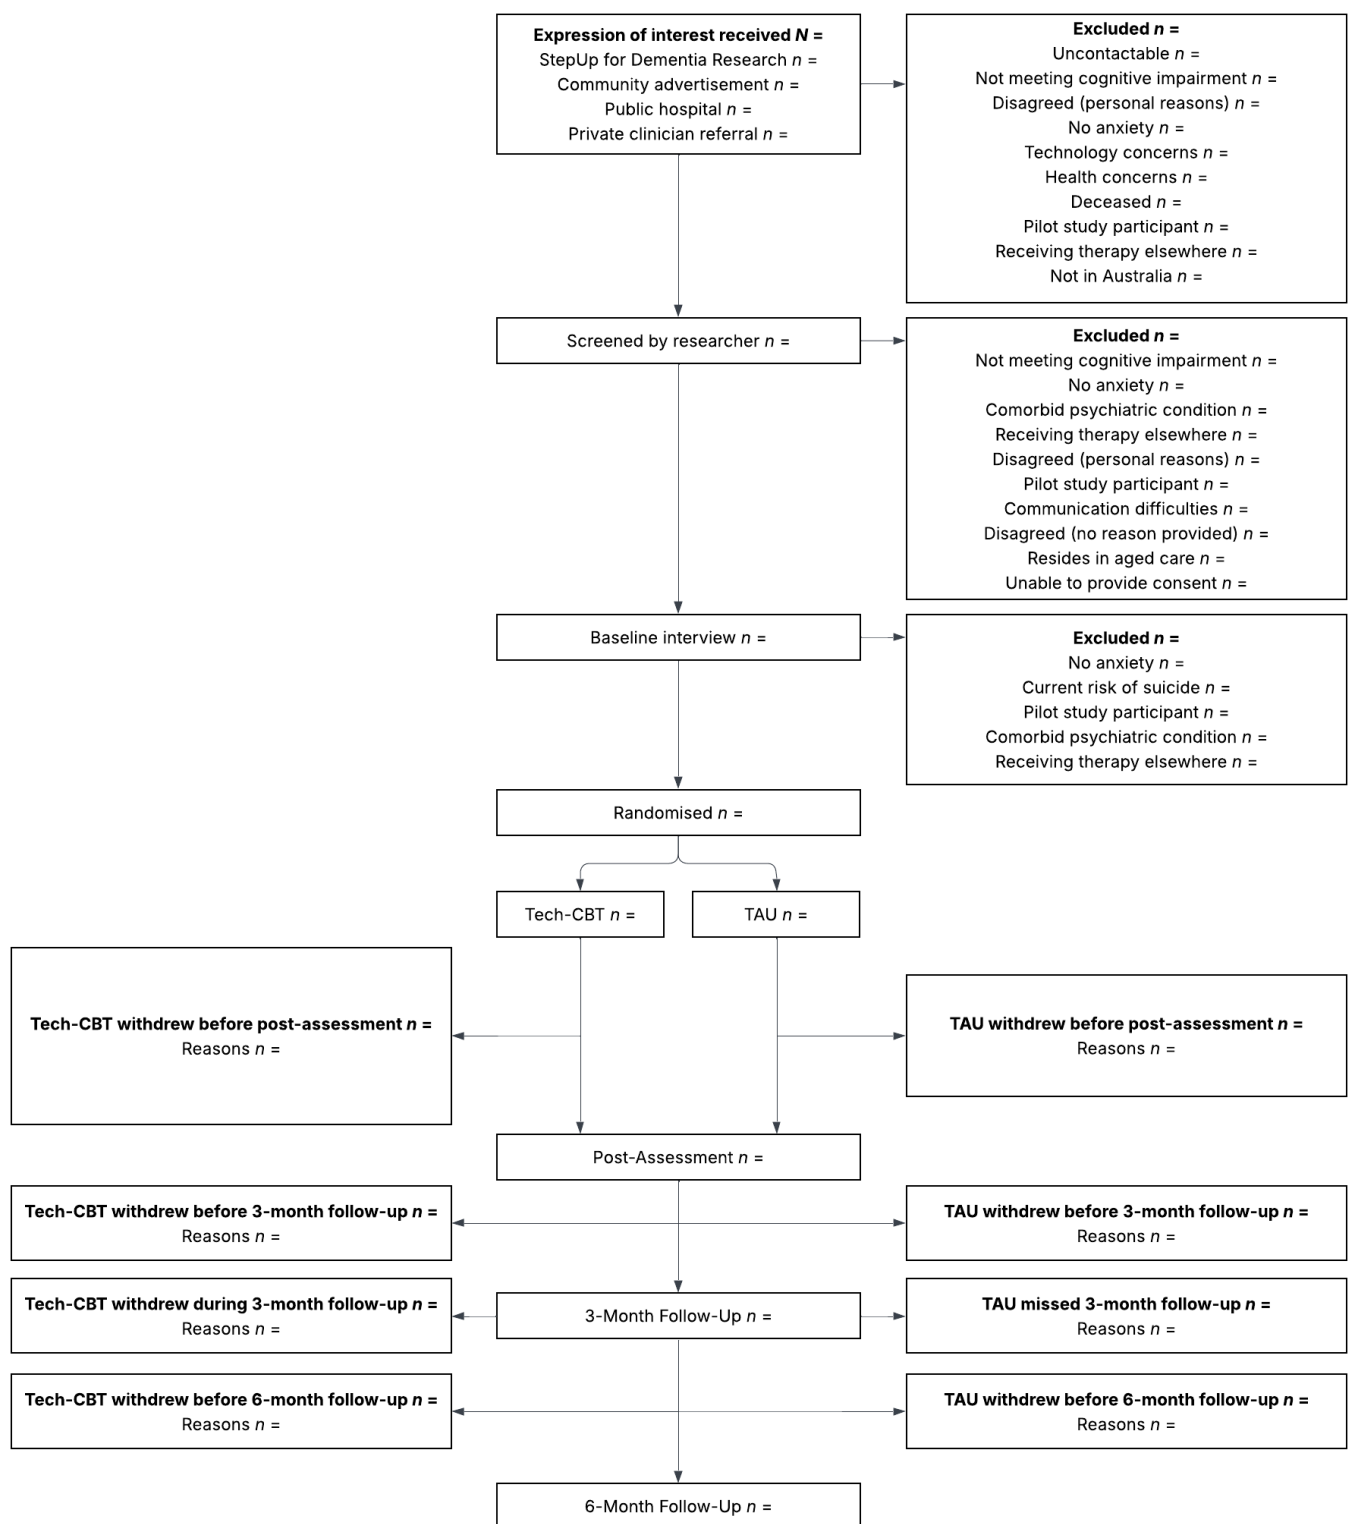 Expression of interest received N =
StepUp for Dementia Research n =
Community advertisement n =
Public hospital n =
Private clinician referral n =
Excluded n =
Uncontactable n =
Not meeting cognitive impairment n =
Disagreed (personal reasons) n =
No anxiety n =
Technology concerns n =
Health concerns n =
Deceased n =
Pilot study participant n =
Receiving therapy elsewhere n =
Not in Australia n =
Screened by researcher n =
Excluded n =
Not meeting cognitive impairment n =
No anxiety n =
Comorbid psychiatric condition n =
Receiving therapy elsewhere n =
Disagreed (personal reasons) n =
Pilot study participant n =
Communication difficulties n =
Disagreed (no reason provided) n =
Resides in aged care n =
Unable to provide consent n =
Baseline interview n =
Excluded n =
No anxiety n =
Current risk of suicide n =
Pilot study participant n =
Comorbid psychiatric condition n =
Receiving therapy elsewhere n =
Randomised n =
Tech-CBT n =
TAU n =
Tech-CBT withdrew before post-assessment n =
Reasons n =
TAU withdrew before post-assessment n =
Reasons n =
Post-Assessment n =
Tech-CBT withdrew before 3-month follow-up n =
Reasons n =
TAU withdrew before 3-month follow-up n =
Reasons n =
Tech-CBT withdrew during 3-month follow-up n =
Reasons n =
3-Month Follow-Up n =
TAU missed 3-month follow-up n =
Reasons n =
Tech-CBT withdrew before 6-month follow-up n =
Reasons n =
TAU withdrew before 6-month follow-up n =
Reasons n =
6-Month Follow-Up n =